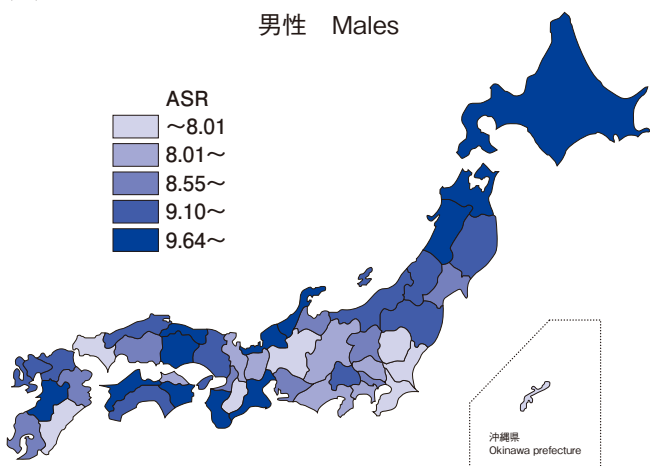 男性 Males
ASR
～8.01
8.01～
8.55～
9.10～
9.64～
沖縄県
Okinawa prefecture